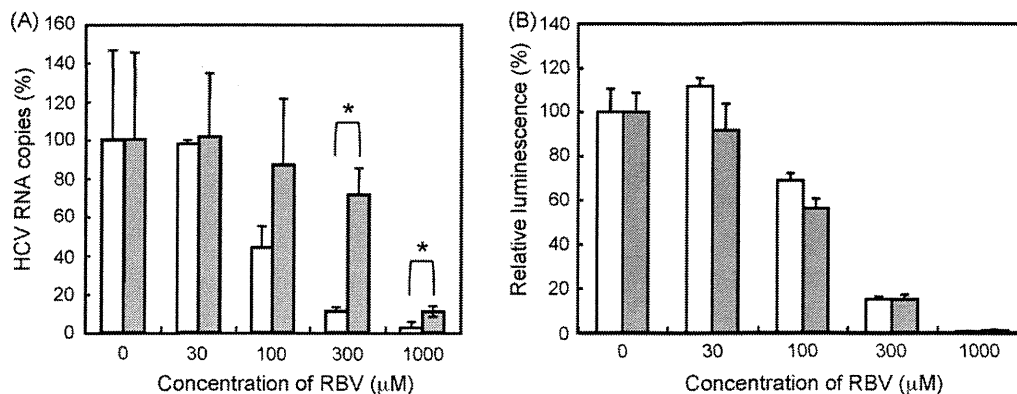 (A)
HCV RNA copies (%)
160
140
120
100
80
60
40
20
0
*
*
0 30 100 300 1000
Concentration of RBV (μM)
(B)
Relative luminescence (%)
140
120
100
80
60
40
20
0
0 30 100 300 1000
Concentration of RBV (μM)